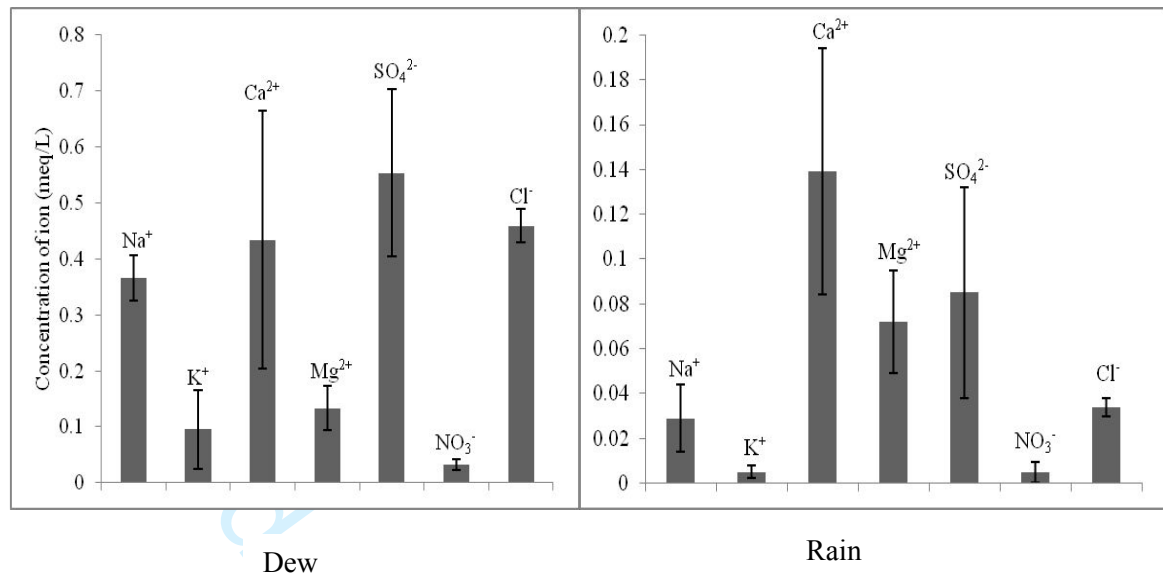 Concentration of ion (meq/L)
0.8
0.7
0.6
0.5
0.4
0.3
0.2
0.1
0
Na⁺
K⁺
Ca²⁺
Mg²⁺
SO₄²⁻
NO₃⁻
Cl⁻
Dew
0.2
0.18
0.16
0.14
0.12
0.1
0.08
0.06
0.04
0.02
0
Na⁺
K⁺
Ca²⁺
Mg²⁺
SO₄²⁻
NO₃⁻
Cl⁻
Rain